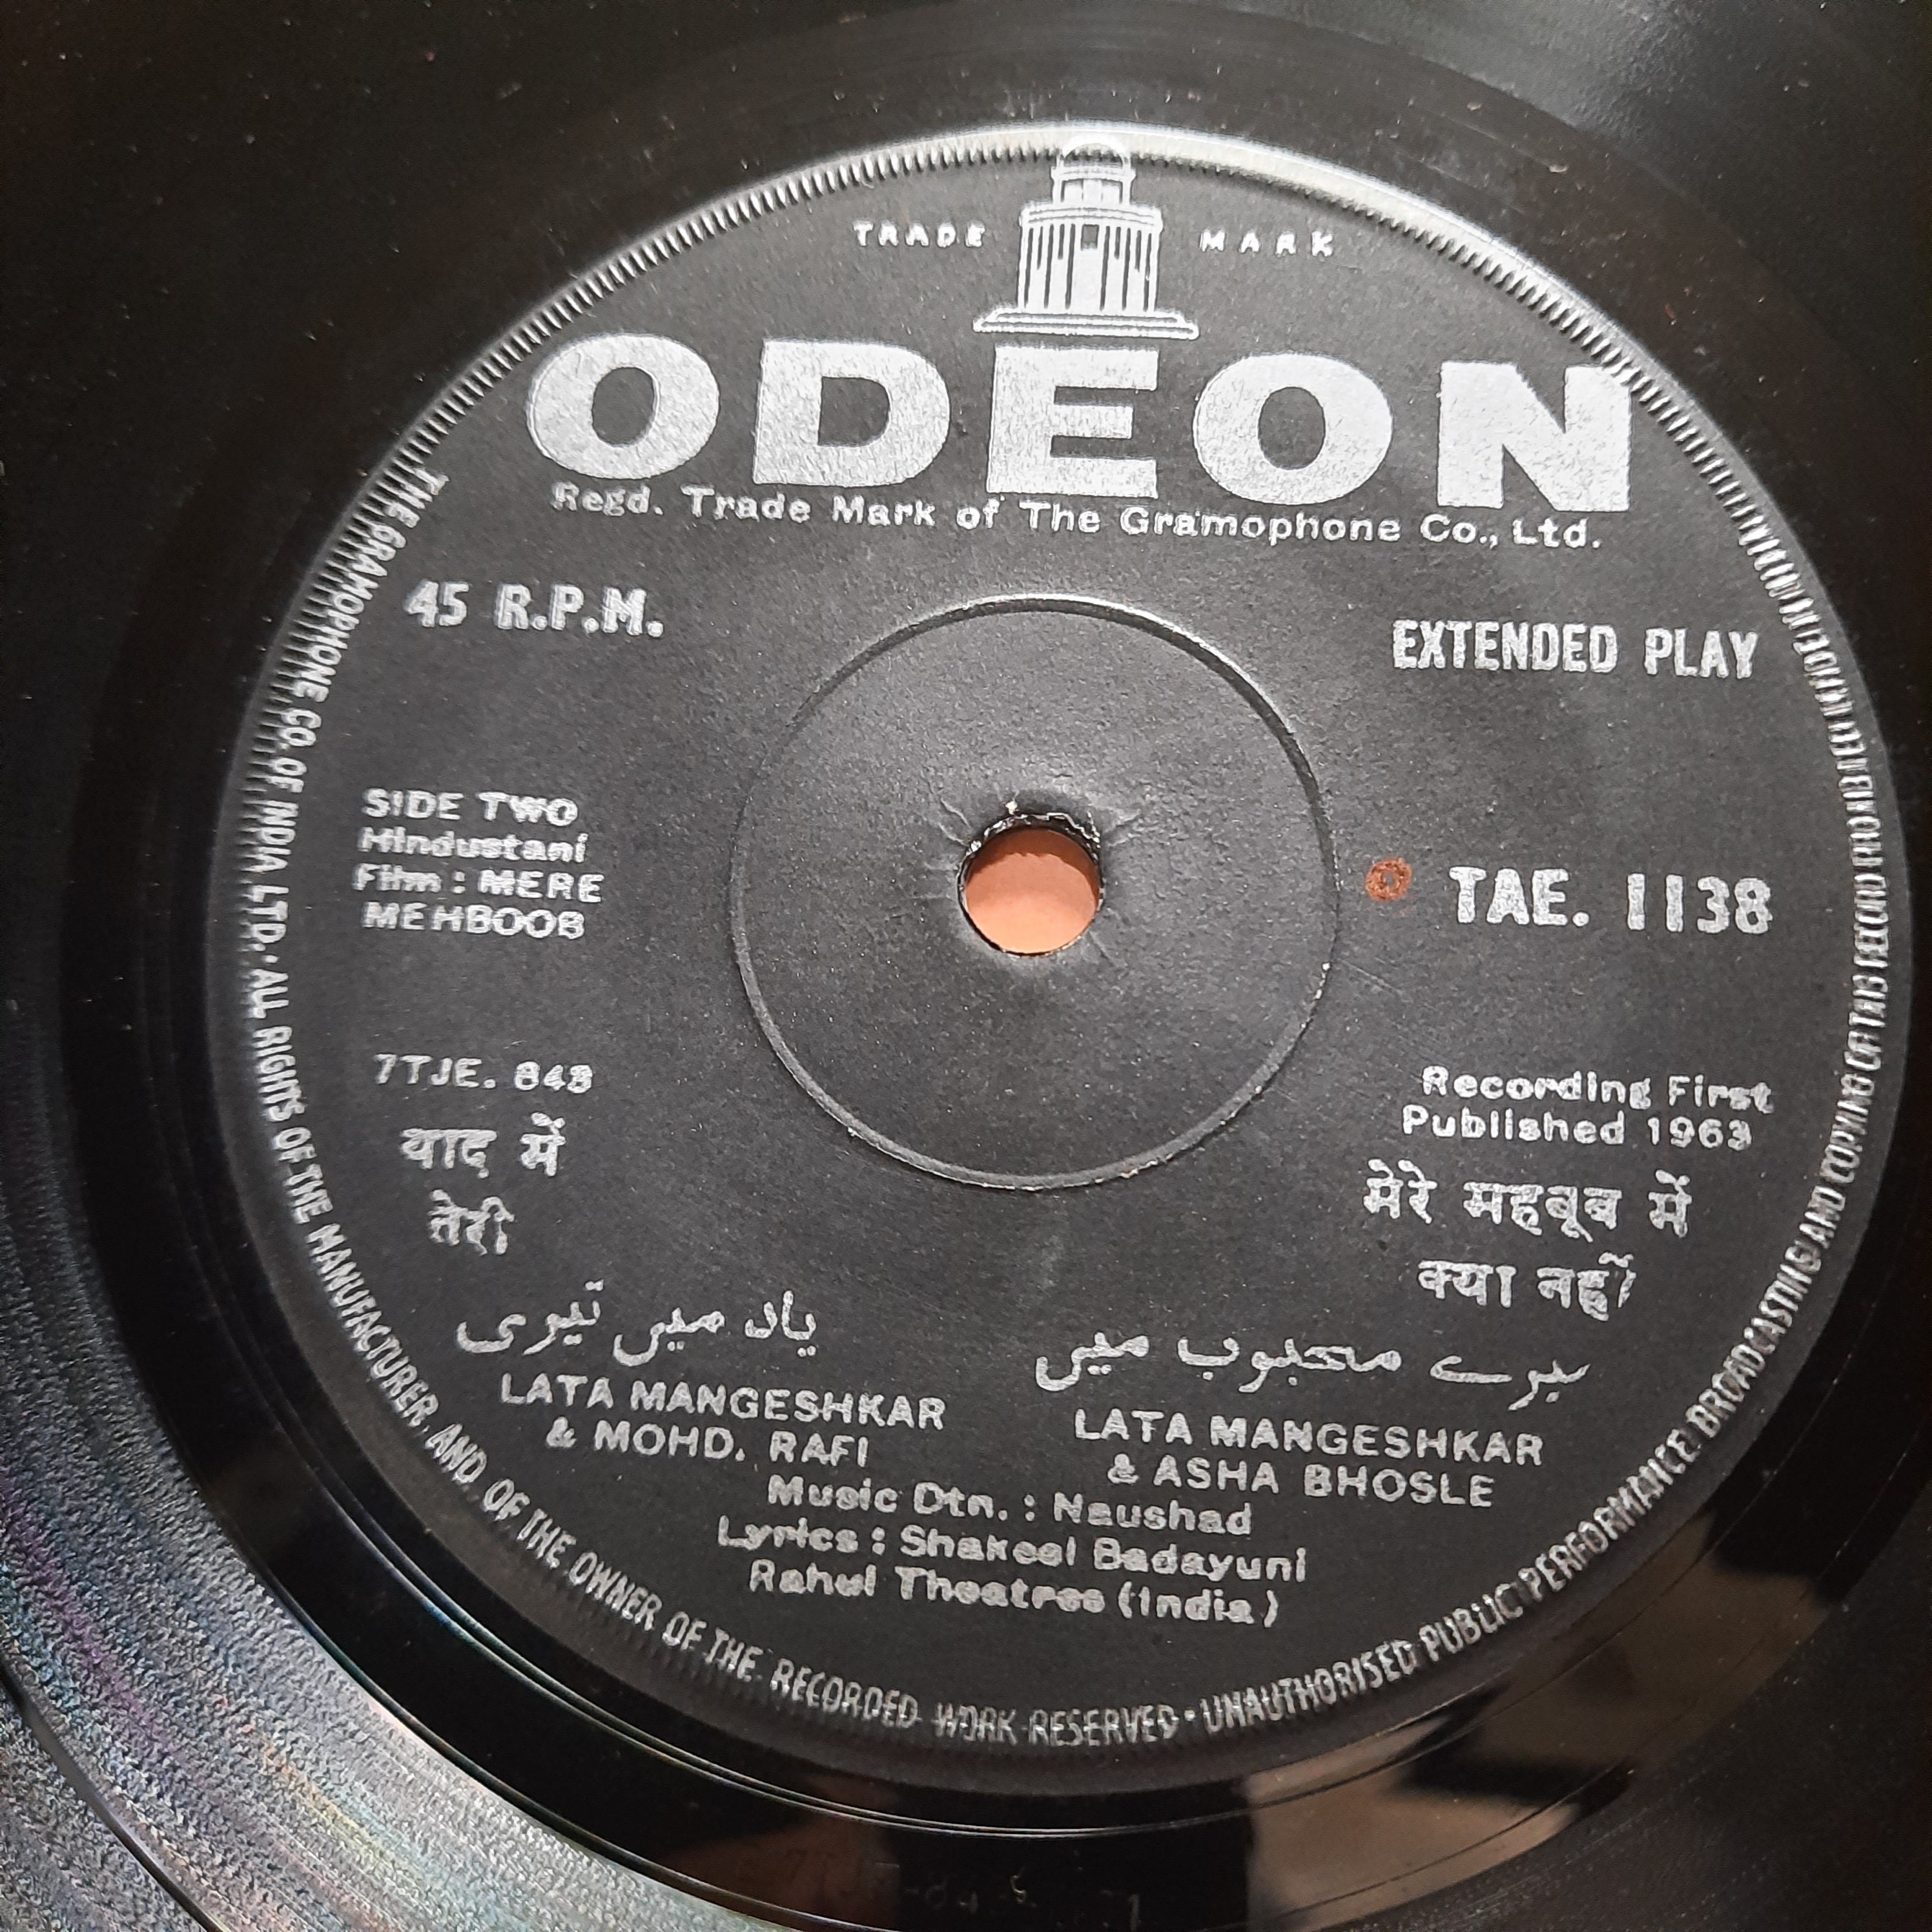 TRADE MARK
ODEON
Regd. Trade Mark of The Gramophone Co., Ltd.
45 R.P.M.
EXTENDED PLAY
SIDE TWO
Hindustani
Film : MERE
MEHBOOB
TAE. 1138
7TJE. 843
Recording First
Published 1963
याद में
तेरी
मेरे महबूब में
क्या नहीं
یاد میں تیری
میرے محبوب میں
LATA MANGESHKAR
& MOHD. RAFI
LATA MANGESHKAR
& ASHA BHOSLE
Music Dtn. : Naushad
Lyrics : Shakeel Badayuni
Rahul Theatres (India)
THE GRAMOPHONE CO. OF INDIA LTD. · ALL RIGHTS OF THE MANUFACTURER AND OF THE OWNER OF THE RECORDED WORK RESERVED · UNAUTHORISED PUBLIC PERFORMANCE BROADCASTING AND COPYING OF THIS RECORD PROHIBITED